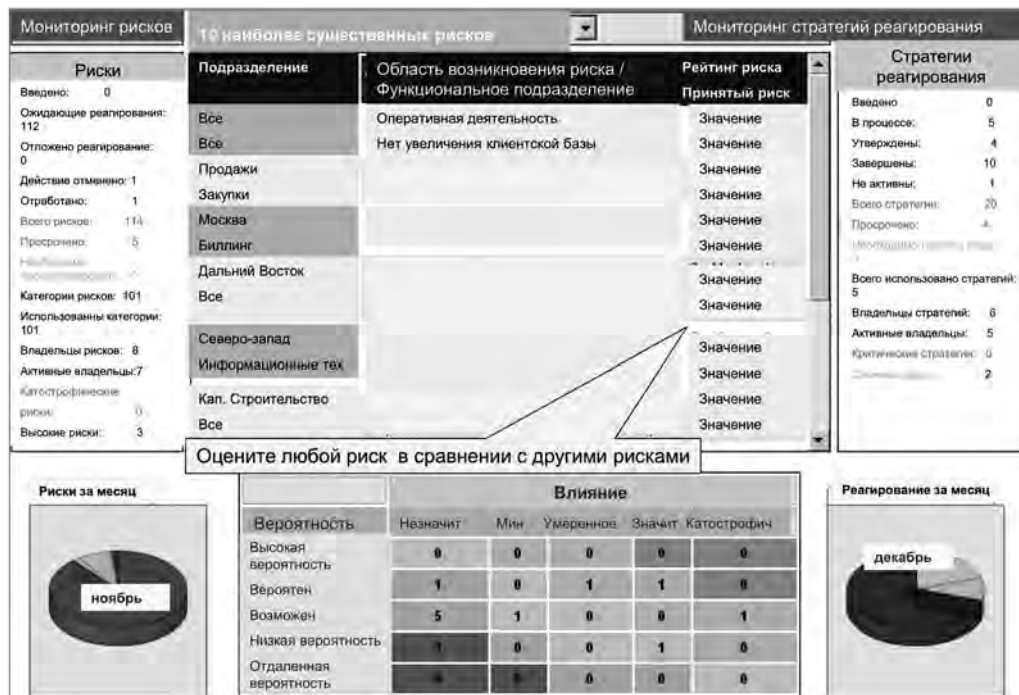 Мониторинг рисков
10 наиболее существенных рисков
Мониторинг стратегий реагирования
Риски
Введено: 0
Ожидающие реагирования:
112
Отложено реагирование:
0
Действие отменено: 1
Отработано: 1
Всего рисков: 114
Просрочено: 5
Категории рисков: 101
Использованны категории:
101
Владельцы рисков: 8
Активные владельцы:7
Катострофические
риски: 0
Высокие риски: 3
Подразделение
Область возникновения риска /
Функциональное подразделение
Рейтинг риска
Принятый риск
Все Оперативная деятельность Значение
Все Нет увеличения клиентской базы Значение
Продажи Значение
Закупки Значение
Москва Значение
Биллинг Значение
Дальний Восток Значение
Все Значение
Северо-запад Значение
Информационные тех Значение
Кап. Строительство Значение
Все Значение
Оцените любой риск в сравнении с другими рисками
Стратегии
реагирования
Введено 0
В процессе: 5
Утверждены: 4
Завершены: 10
Не активны: 1
Всего стратегии: 20
Просрочено: 4
Всего использовано стратегий:
5
Владельцы стратегий: 6
Активные владельцы: 5
Критические стратегии: 0
2
Риски за месяц
ноябрь
Влияние
Вероятность Незначит Мин Умеренное Значит Катострофич
Высокая
вероятность 0 0 0 0 0
Вероятен 1 0 1 1 0
Возможен 5 1 0 0 1
Низкая вероятность 1 0 0 1 0
Отдаленная
вероятность 0 0 0 0 0
Реагирование за месяц
декабрь